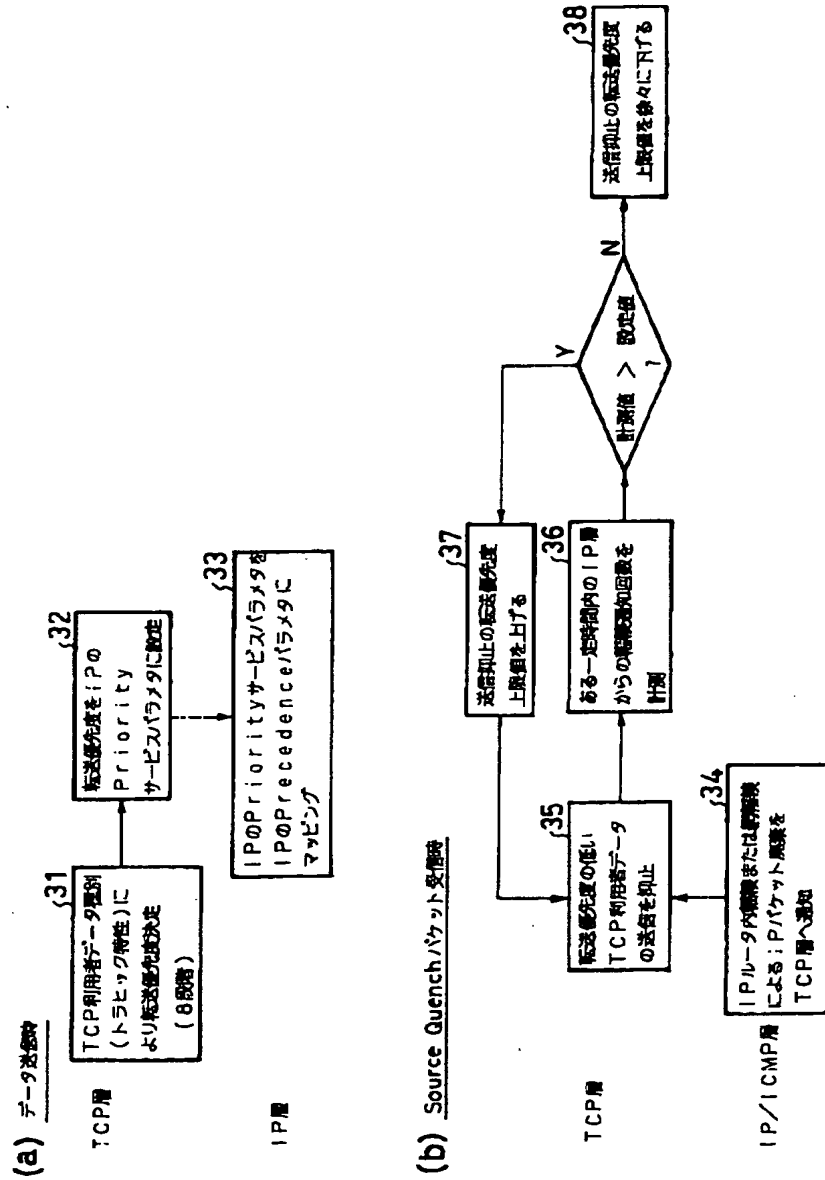 (a) データ送信時
TCP層
31
TCP利用者データ種別
(トラヒック特性)に
より転送優先度決定
(8段階)
32
転送優先度をIPの
Priority
サービスパラメタに設定
IP層
33
IPのPriorityサービスパラメタを
IPのPrecedenceパラメタに
マッピング
(b) Source Quenchパケット受信時
TCP層
35
転送優先度の低い
TCP利用者データ
の送信を抑止
37
送信抑止の転送優先度
上限値を上げる
36
ある一定時間内のIP層
からの輻輳通知回数を
計測
計測値 > 設定値
?
Y
N
38
送信抑止の転送優先度
上限値を徐々に下げる
IP/ICMP層
34
IPルータ内輻輳または網輻輳
によるIPパケット廃棄を
TCP層へ通知